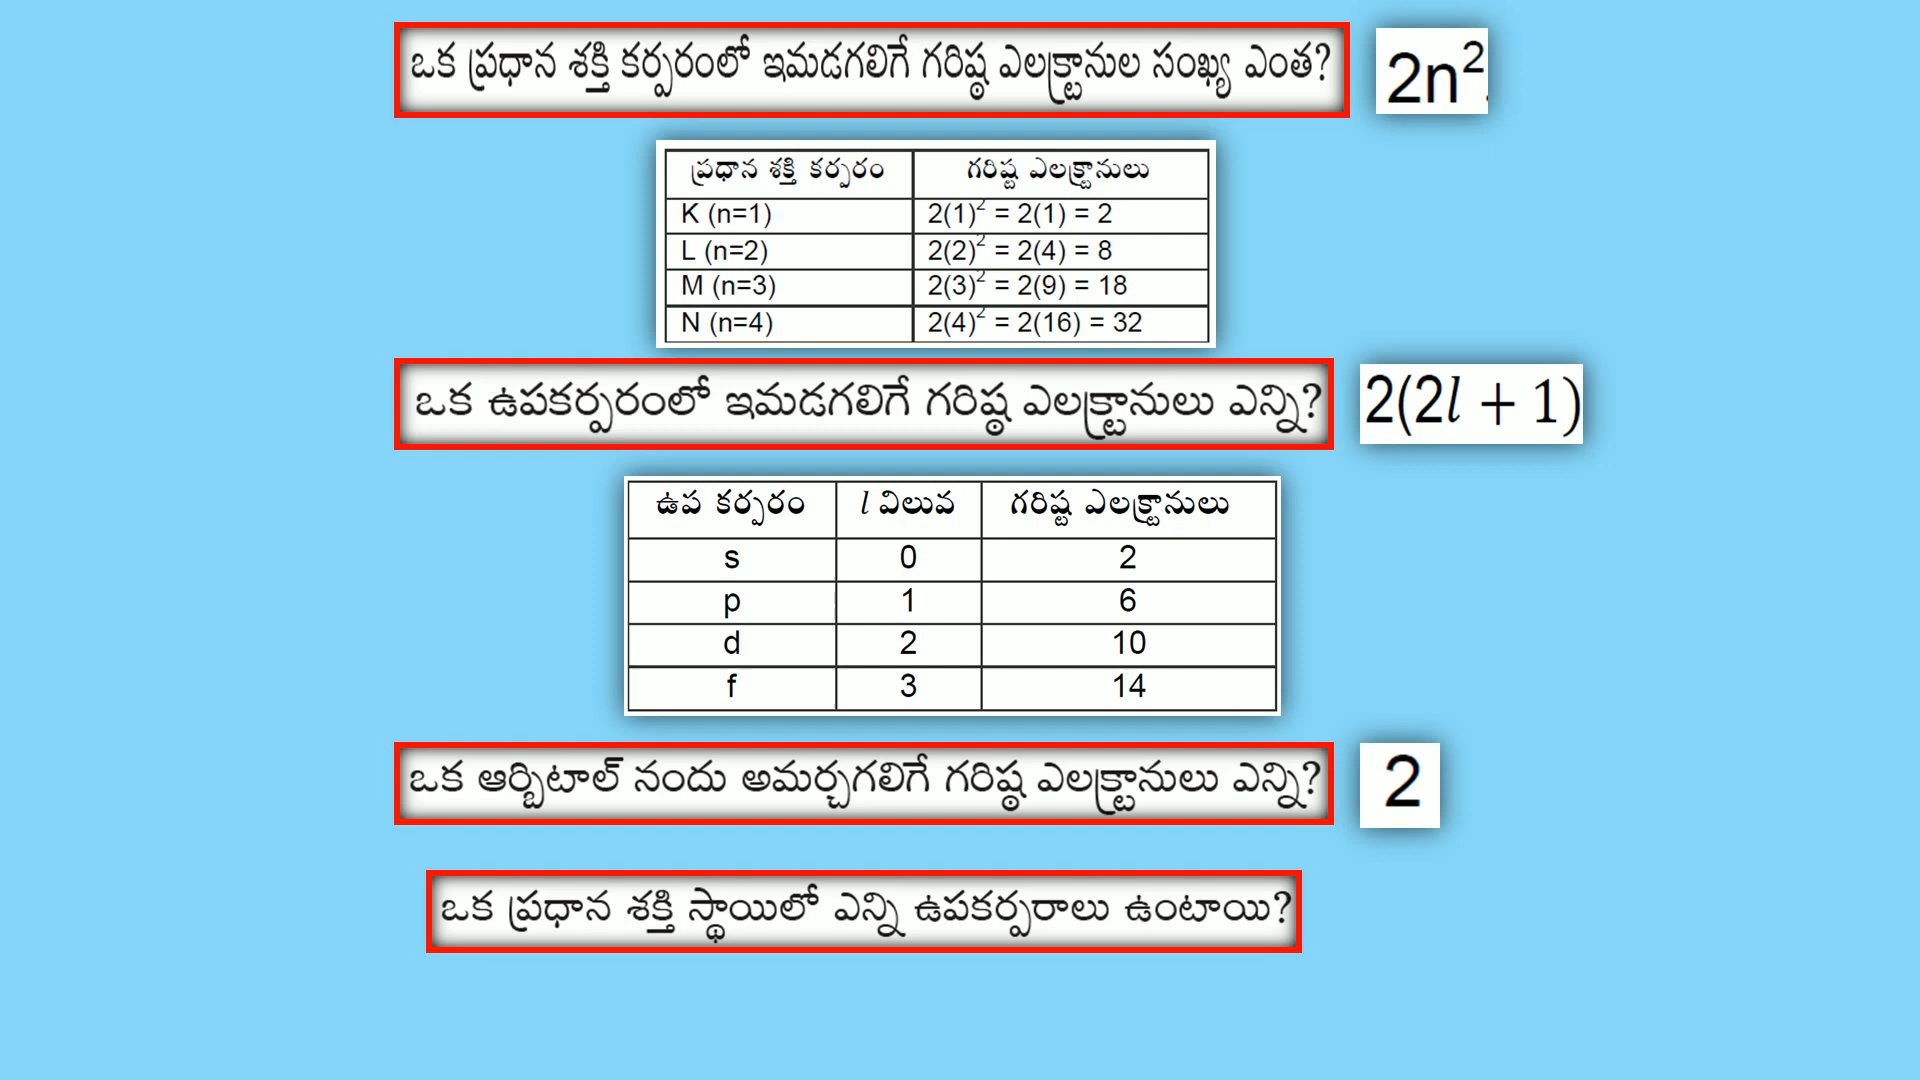 ఒక ప్రధాన శక్తి కర్పరంలో ఇమడగలిగే గరిష్ఠ ఎలక్ట్రానుల సంఖ్య ఎంత? 2n².
ప్రధాన శక్తి కర్పరం గరిష్ట ఎలక్ట్రానులు
K (n=1) 2(1)² = 2(1) = 2
L (n=2) 2(2)² = 2(4) = 8
M (n=3) 2(3)² = 2(9) = 18
N (n=4) 2(4)² = 2(16) = 32
ఒక ఉపకర్పరంలో ఇమడగలిగే గరిష్ఠ ఎలక్ట్రానులు ఎన్ని? 2(2l + 1)
ఉప కర్పరం l విలువ గరిష్ట ఎలక్ట్రానులు
s 0 2
p 1 6
d 2 10
f 3 14
ఒక ఆర్బిటాల్ నందు అమర్చగలిగే గరిష్ఠ ఎలక్ట్రానులు ఎన్ని? 2
ఒక ప్రధాన శక్తి స్థాయిలో ఎన్ని ఉపకర్పరాలు ఉంటాయి?